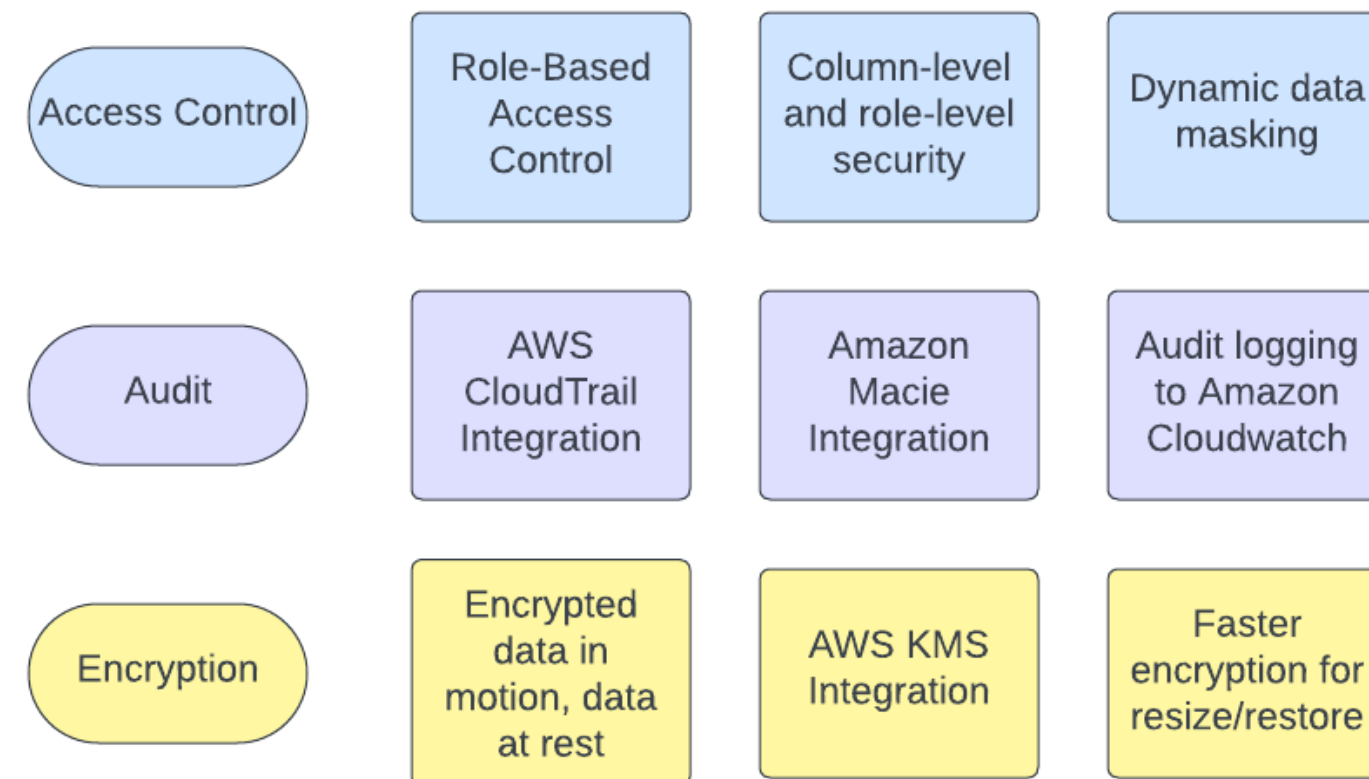 Access Control
Role-Based
Access
Control
Column-level
and role-level
security
Dynamic data
masking
Audit
AWS
CloudTrail
Integration
Amazon
Macie
Integration
Audit logging
to Amazon
Cloudwatch
Encryption
Encrypted
data in
motion, data
at rest
AWS KMS
Integration
Faster
encryption for
resize/restore